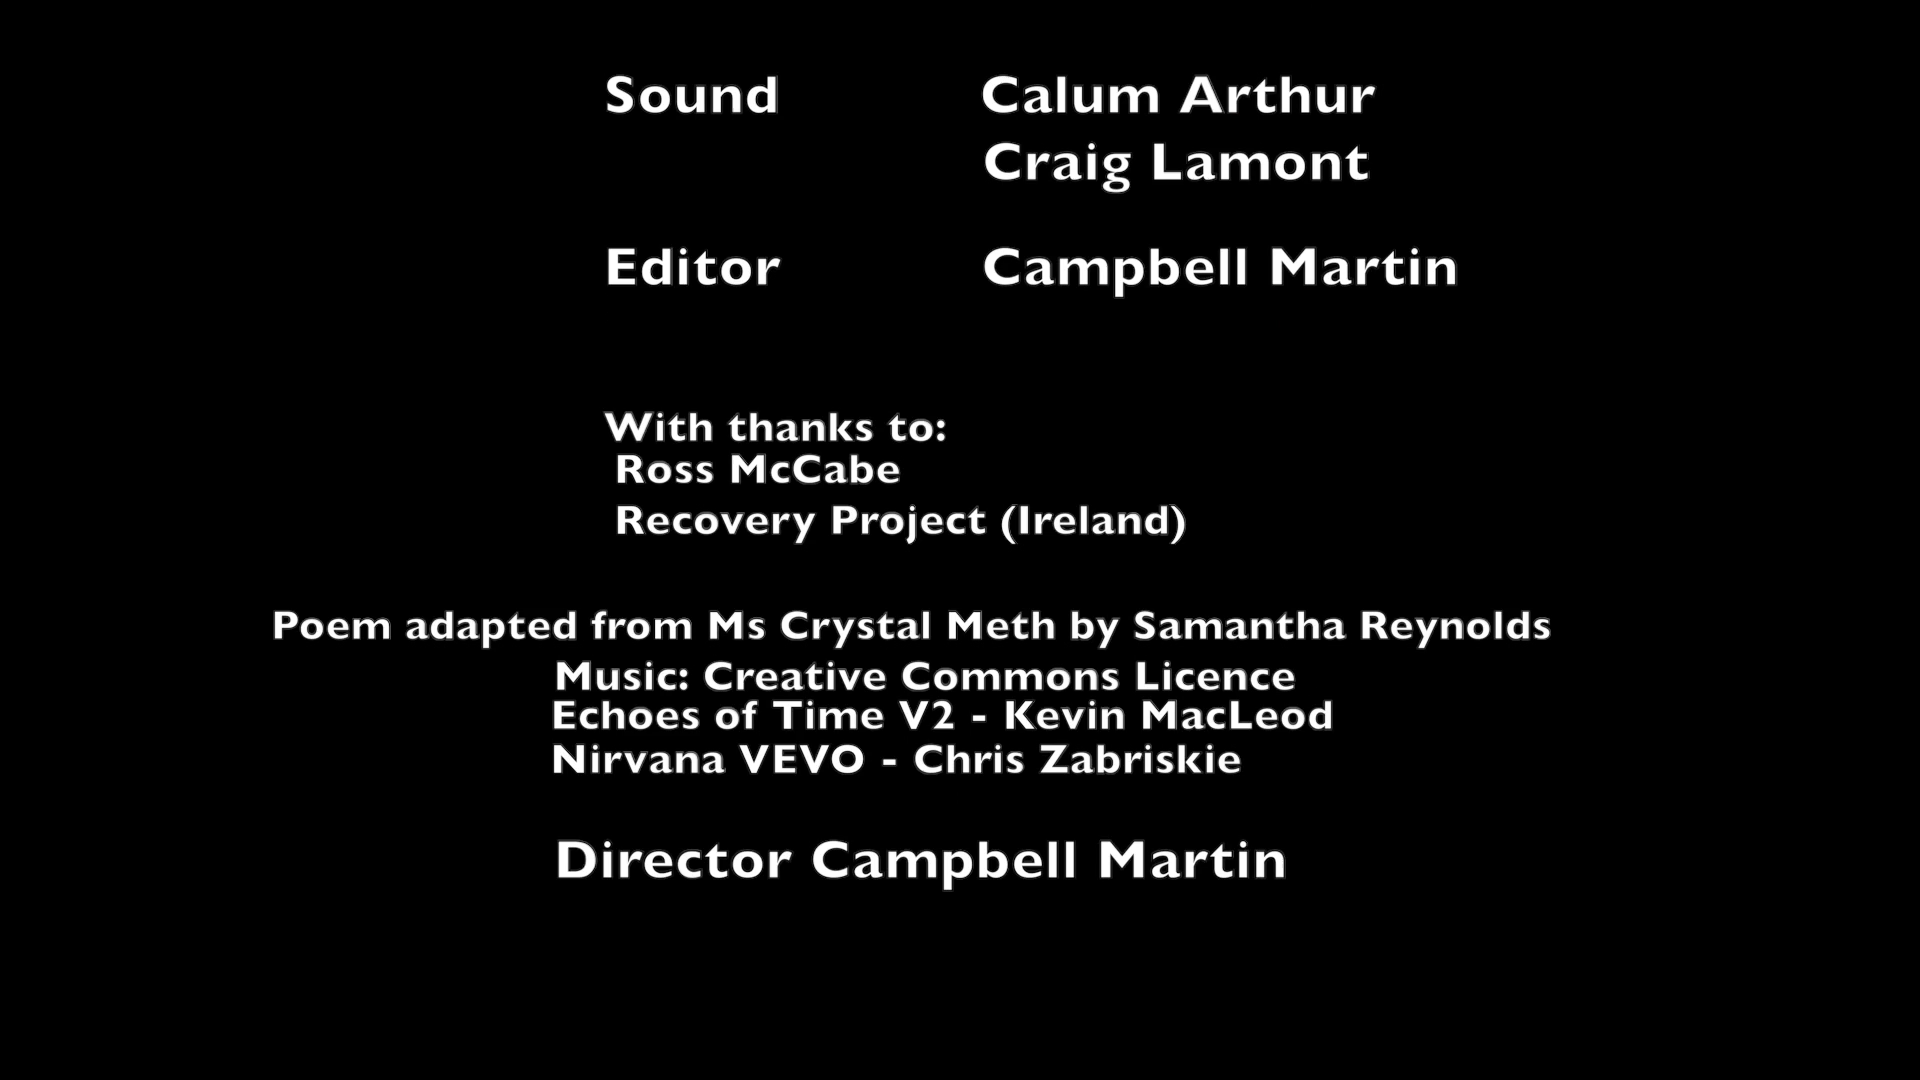 Sound Calum Arthur
Craig Lamont
Editor Campbell Martin
With thanks to:
Ross McCabe
Recovery Project (Ireland)
Poem adapted from Ms Crystal Meth by Samantha Reynolds
Music: Creative Commons Licence
Echoes of Time V2 - Kevin MacLeod
Nirvana VEVO - Chris Zabriskie
Director Campbell Martin